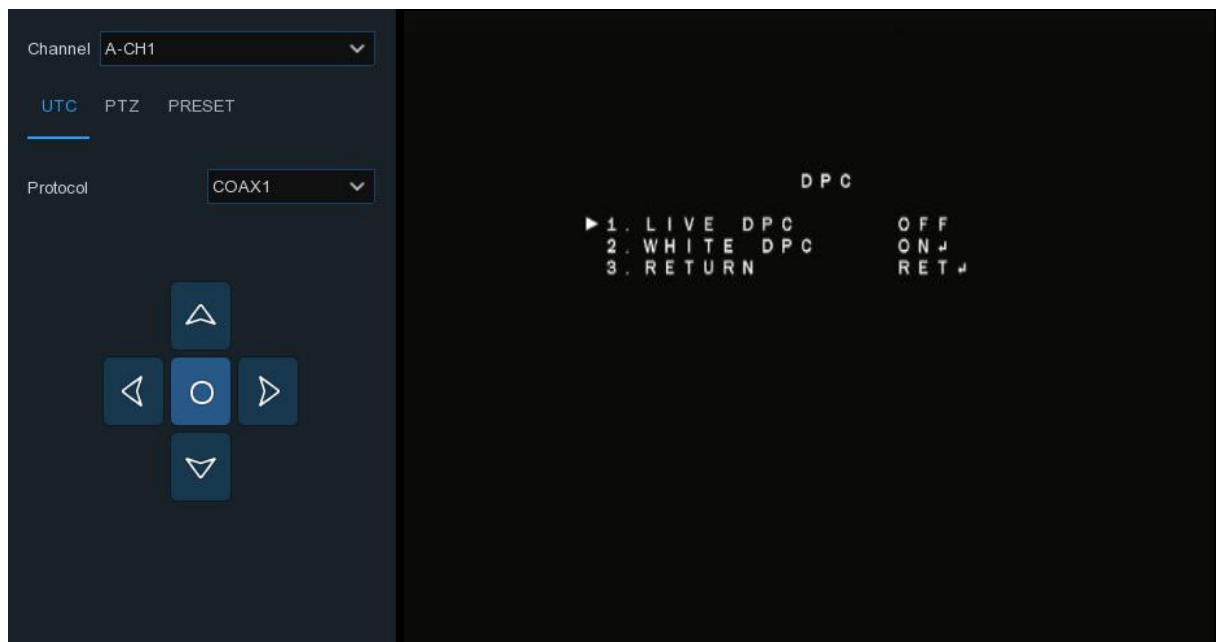 Channel A-CH1
UTC PTZ PRESET
Protocol COAX1
DPC
1. LIVE DPC OFF
2. WHITE DPC ON↲
3. RETURN RET↲